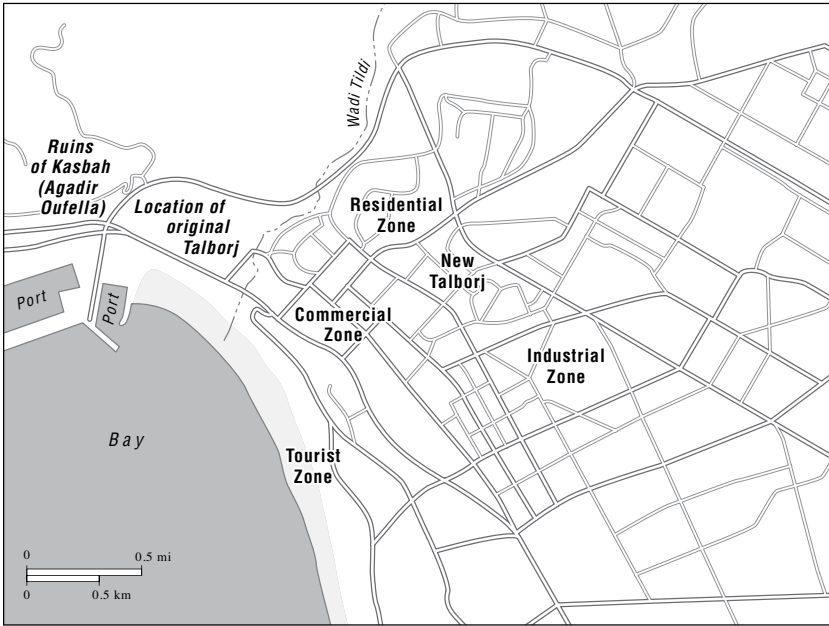 Wadi Tildi
Ruins
of Kasbah
(Agadir
Oufella)
Location of
original
Talborj
Residential
Zone
New
Talborj
Port
Port
Commercial
Zone
Industrial
Zone
Bay
Tourist
Zone
0 0.5 mi
0 0.5 km